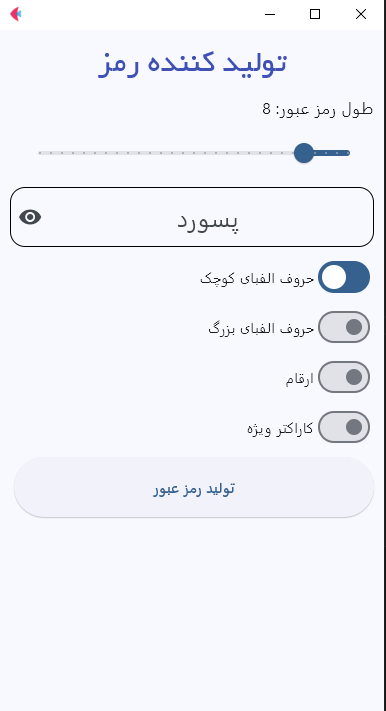 تولید کننده رمز
طول رمز عبور: 8
پسورد
حروف الفبای کوچک
حروف الفبای بزرگ
ارقام
کاراکتر ویژه
تولید رمز عبور